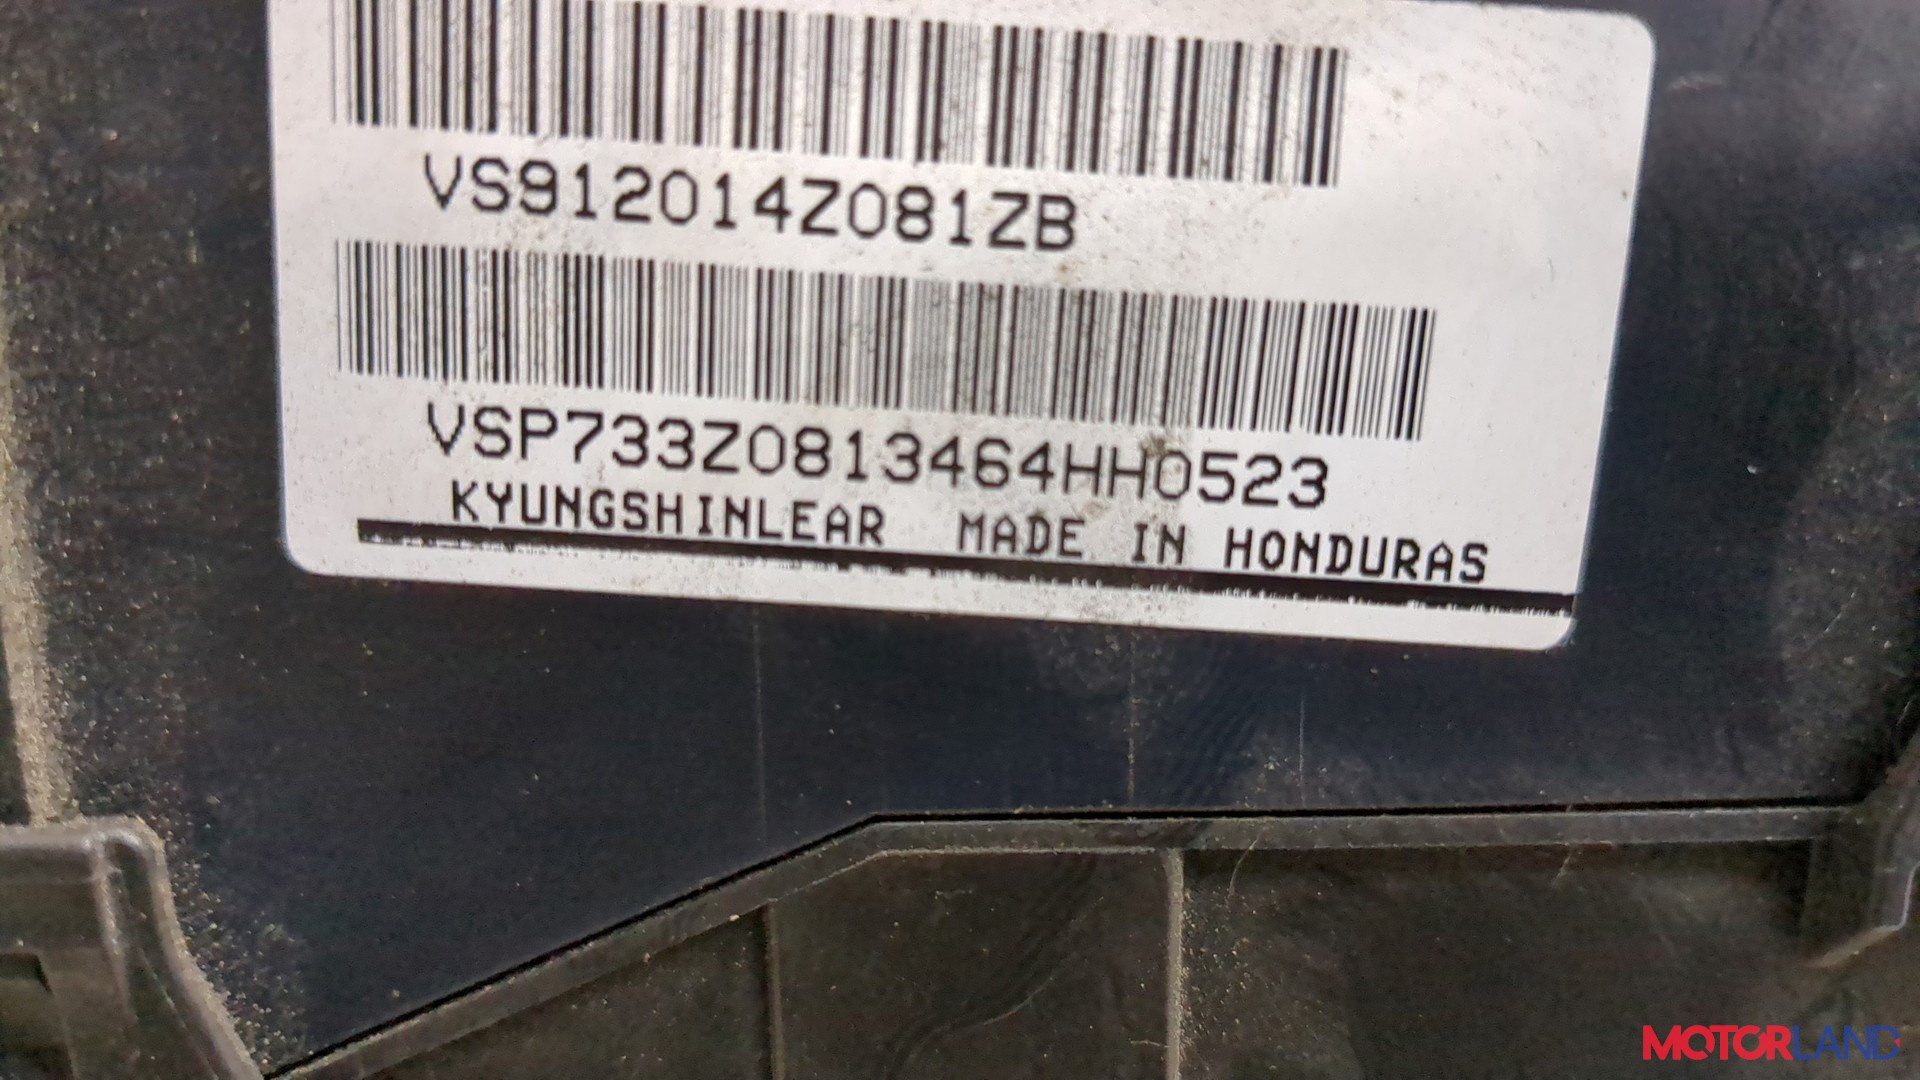 VS912014Z081ZB
VSP733Z0813464HH0523
KYUNGSHINLEAR MADE IN HONDURAS
MOTORLAND